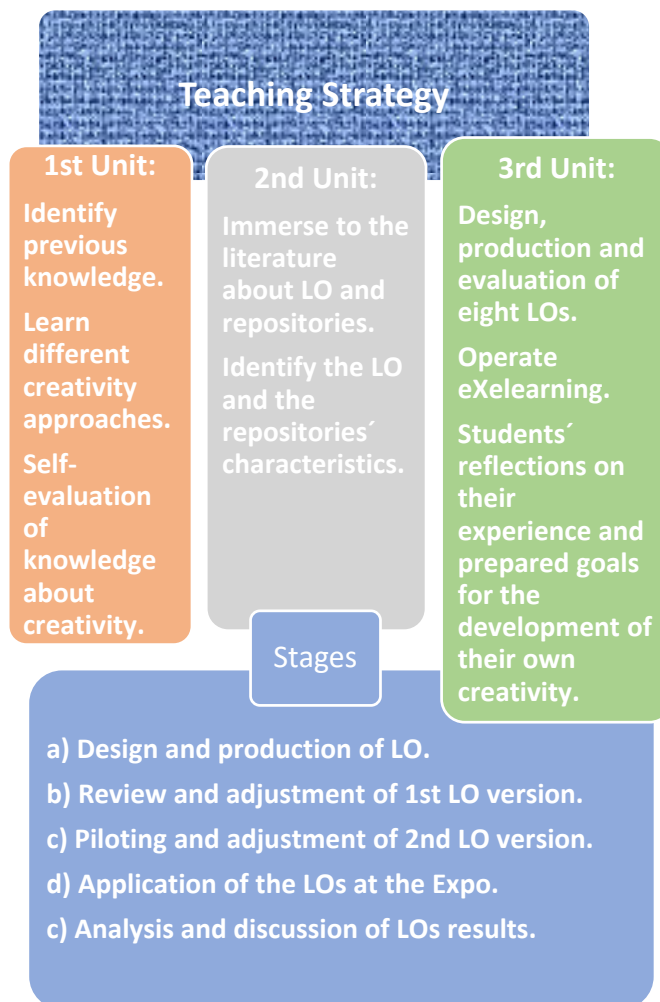 Teaching Strategy
1st Unit:
Identify
previous
knowledge.
Learn
different
creativity
approaches.
Self-
evaluation
of
knowledge
about
creativity.
2nd Unit:
Immerse to the
literature
about LO and
repositories.
Identify the LO
and the
repositories´
characteristics.
3rd Unit:
Design,
production and
evaluation of
eight LOs.
Operate
eXelearning.
Students´
reflections on
their
experience and
prepared goals
for the
development of
their own
creativity.
Stages
a) Design and production of LO.
b) Review and adjustment of 1st LO version.
c) Piloting and adjustment of 2nd LO version.
d) Application of the LOs at the Expo.
c) Analysis and discussion of LOs results.